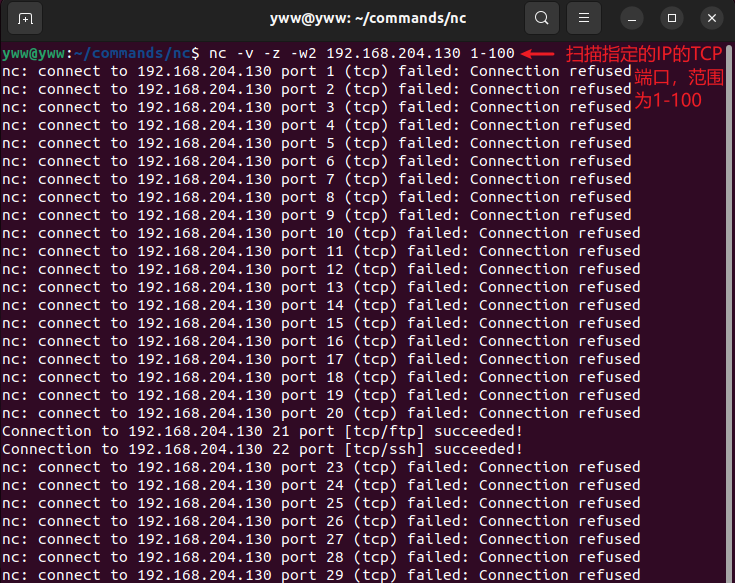 yww@yww: ~/commands/nc
yww@yww:~/commands/nc$ nc -v -z -w2 192.168.204.130 1-100
扫描指定的IP的TCP
端口，范围
为1-100
nc: connect to 192.168.204.130 port 1 (tcp) failed: Connection refused
nc: connect to 192.168.204.130 port 2 (tcp) failed: Connection refused
nc: connect to 192.168.204.130 port 3 (tcp) failed: Connection refused
nc: connect to 192.168.204.130 port 4 (tcp) failed: Connection refused
nc: connect to 192.168.204.130 port 5 (tcp) failed: Connection refused
nc: connect to 192.168.204.130 port 6 (tcp) failed: Connection refused
nc: connect to 192.168.204.130 port 7 (tcp) failed: Connection refused
nc: connect to 192.168.204.130 port 8 (tcp) failed: Connection refused
nc: connect to 192.168.204.130 port 9 (tcp) failed: Connection refused
nc: connect to 192.168.204.130 port 10 (tcp) failed: Connection refused
nc: connect to 192.168.204.130 port 11 (tcp) failed: Connection refused
nc: connect to 192.168.204.130 port 12 (tcp) failed: Connection refused
nc: connect to 192.168.204.130 port 13 (tcp) failed: Connection refused
nc: connect to 192.168.204.130 port 14 (tcp) failed: Connection refused
nc: connect to 192.168.204.130 port 15 (tcp) failed: Connection refused
nc: connect to 192.168.204.130 port 16 (tcp) failed: Connection refused
nc: connect to 192.168.204.130 port 17 (tcp) failed: Connection refused
nc: connect to 192.168.204.130 port 18 (tcp) failed: Connection refused
nc: connect to 192.168.204.130 port 19 (tcp) failed: Connection refused
nc: connect to 192.168.204.130 port 20 (tcp) failed: Connection refused
Connection to 192.168.204.130 21 port [tcp/ftp] succeeded!
Connection to 192.168.204.130 22 port [tcp/ssh] succeeded!
nc: connect to 192.168.204.130 port 23 (tcp) failed: Connection refused
nc: connect to 192.168.204.130 port 24 (tcp) failed: Connection refused
nc: connect to 192.168.204.130 port 25 (tcp) failed: Connection refused
nc: connect to 192.168.204.130 port 26 (tcp) failed: Connection refused
nc: connect to 192.168.204.130 port 27 (tcp) failed: Connection refused
nc: connect to 192.168.204.130 port 28 (tcp) failed: Connection refused
nc: connect to 192.168.204.130 port 29 (tcp) failed: Connection refused